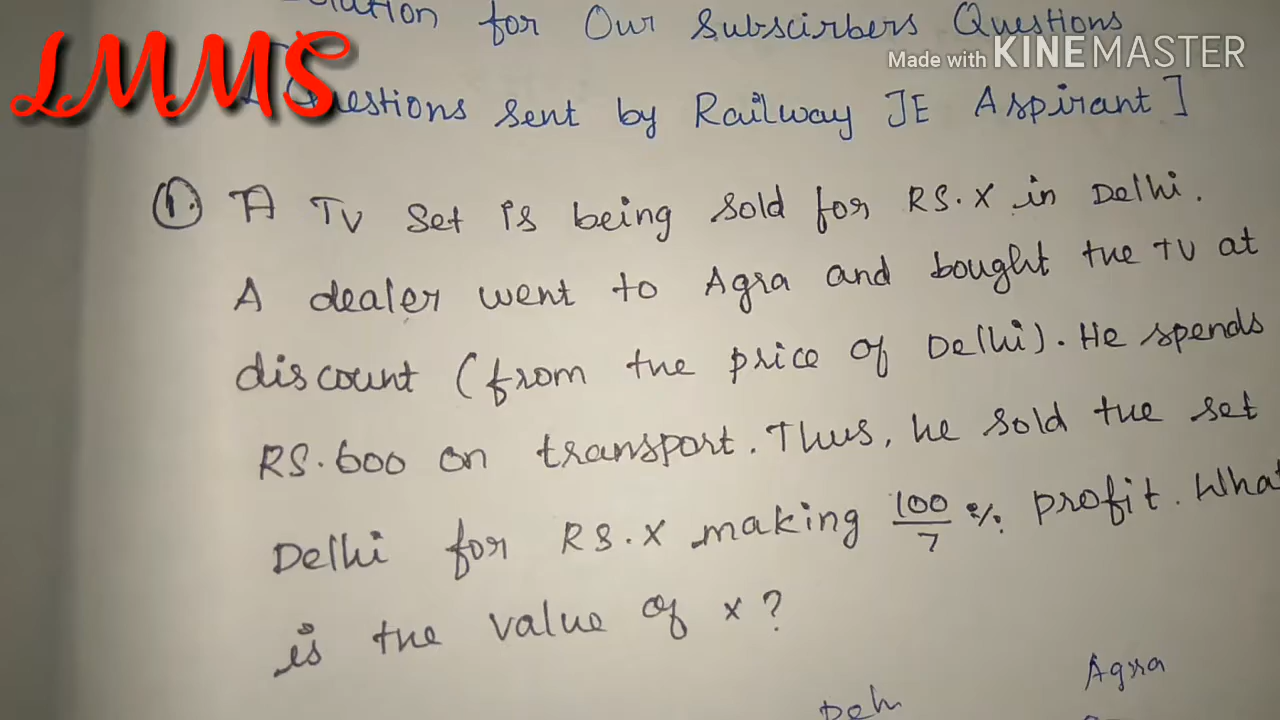 for Our Subscirbers Questions
LMMS
Made with KINEMASTER
Questions sent by Railway JE Aspirant]
1. A TV Set is being sold for RS.X in Delhi.
A dealer went to Agra and bought the TV at
discount (from the price of Delhi). He spends
RS.600 on transport. Thus, he sold the set
Delhi for RS.X making 100/7 % profit. What
is the value of x?
Agra